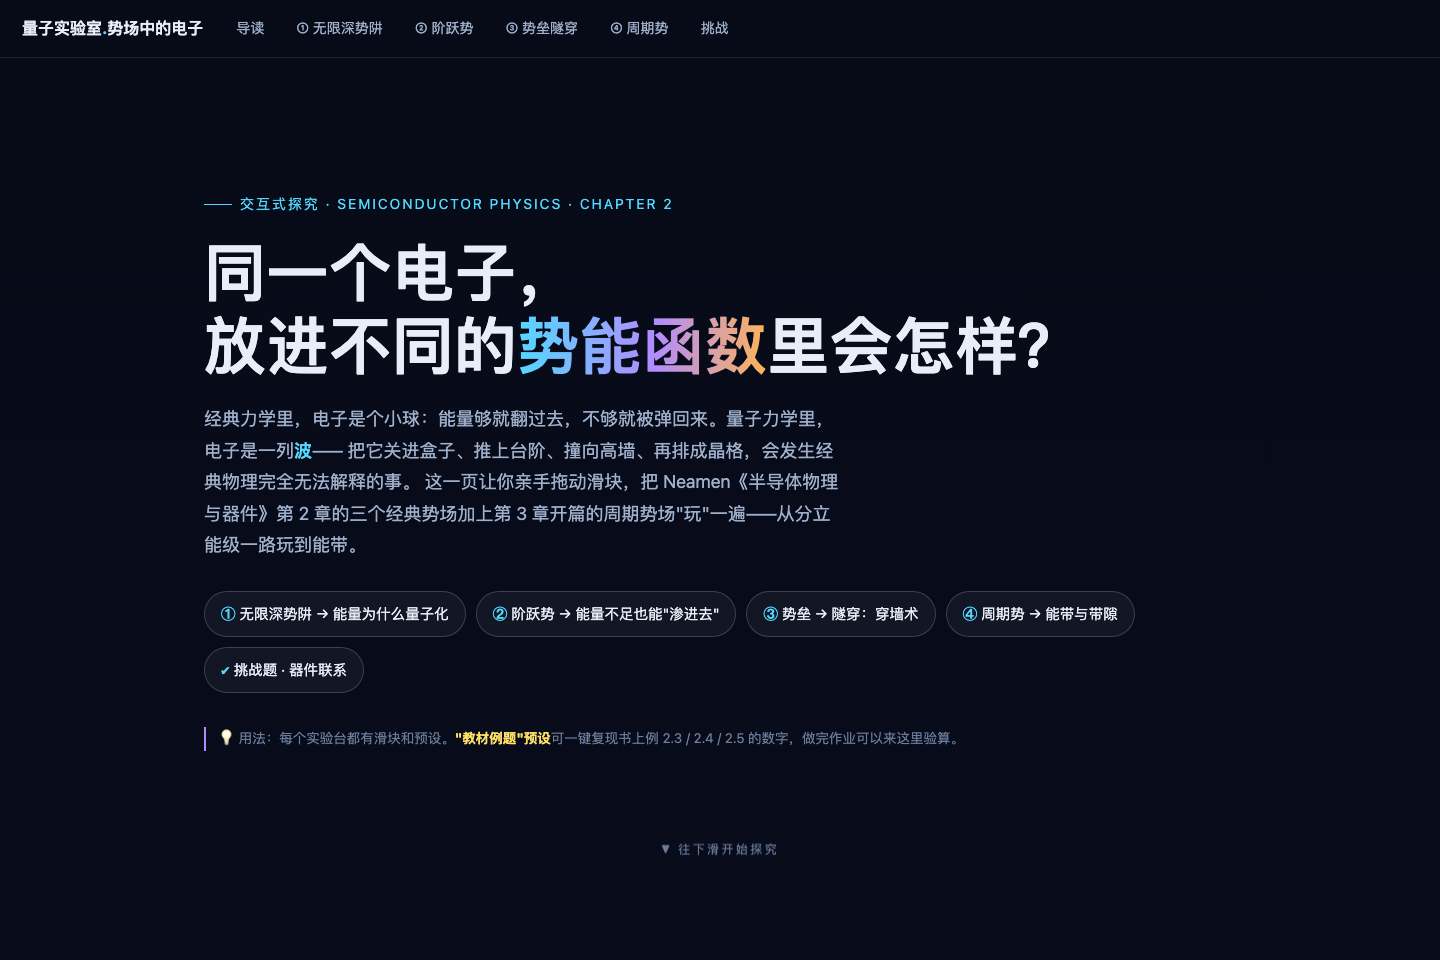 量子实验室.势场中的电子
导读
① 无限深势阱
② 阶跃势
③ 势垒隧穿
④ 周期势
挑战
交互式探究 · SEMICONDUCTOR PHYSICS · CHAPTER 2
同一个电子，
放进不同的势能函数里会怎样？
经典力学里，电子是个小球：能量够就翻过去，不够就被弹回来。量子力学里，
电子是一列波—— 把它关进盒子、推上台阶、撞向高墙、再排成晶格，会发生经
典物理完全无法解释的事。 这一页让你亲手拖动滑块，把 Neamen《半导体物理
与器件》第 2 章的三个经典势场加上第 3 章开篇的周期势场"玩"一遍——从分立
能级一路玩到能带。
① 无限深势阱 → 能量为什么量子化
② 阶跃势 → 能量不足也能"渗进去"
③ 势垒 → 隧穿：穿墙术
④ 周期势 → 能带与带隙
✔ 挑战题 · 器件联系
💡 用法：每个实验台都有滑块和预设。"教材例题"预设可一键复现书上例 2.3 / 2.4 / 2.5 的数字，做完作业可以来这里验算。
▼ 往下滑开始探究